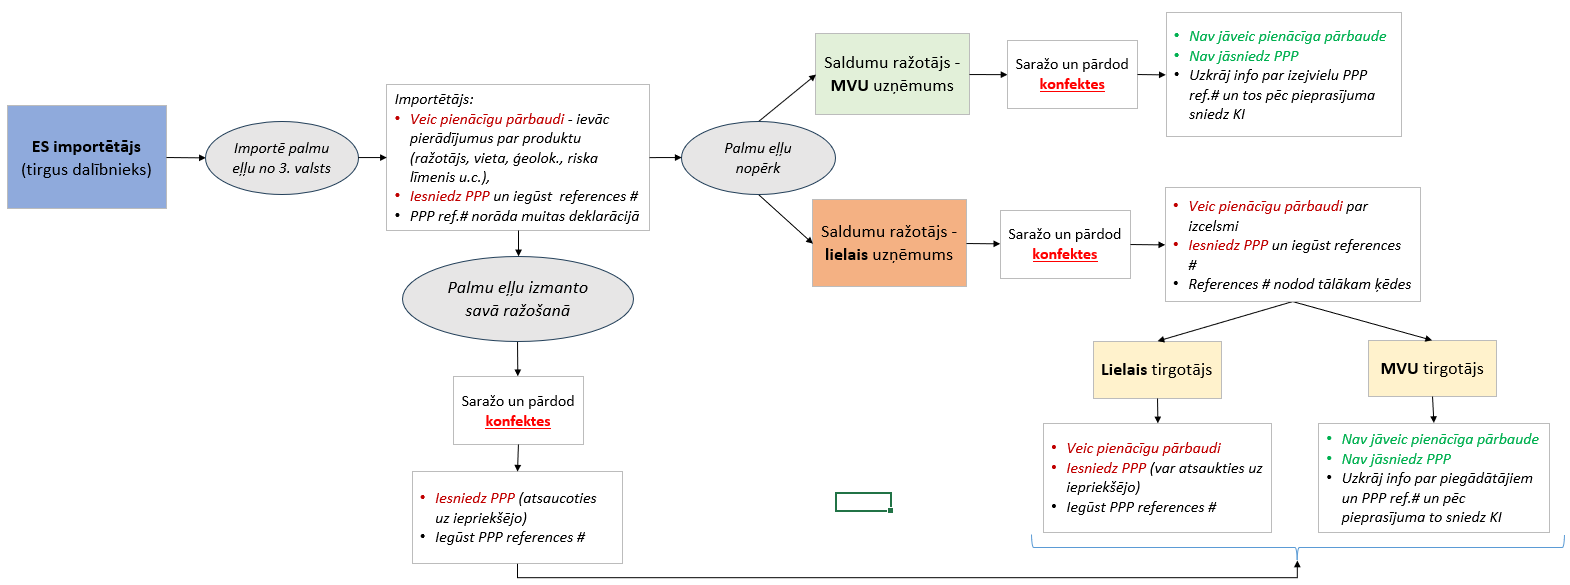 ES importētājs
(tirgus dalībnieks)
Importē palmu
eļļu no 3. valsts
Importētājs:
• Veic pienācīgu pārbaudi - ievāc
pierādījumus par produktu
(ražotājs, vieta, ģeolok., riska
līmenis u.c.),
• Iesniedz PPP un iegūst references #
• PPP ref.# norāda muitas deklarācijā
Palmu eļļu
nopērk
Saldumu ražotājs -
MVU uzņēmums
Saražo un pārdod
konfektes
• Nav jāveic pienācīga pārbaude
• Nav jāsniedz PPP
• Uzkrāj info par izejvielu PPP
ref.# un tos pēc pieprasījuma
sniedz KI
Saldumu ražotājs -
lielais uzņēmums
Saražo un pārdod
konfektes
• Veic pienācīgu pārbaudi par
izcelsmi
• Iesniedz PPP un iegūst references
#
• References # nodod tālākam ķēdes
Lielais tirgotājs
• Veic pienācīgu pārbaudi
• Iesniedz PPP (var atsaukties uz
iepriekšējo)
• Iegūst PPP references #
MVU tirgotājs
• Nav jāveic pienācīga pārbaude
• Nav jāsniedz PPP
• Uzkrāj info par piegādātājiem
un PPP ref.# un pēc
pieprasījuma to sniedz KI
Palmu eļļu izmanto
savā ražošanā
Saražo un pārdod
konfektes
• Iesniedz PPP (atsaucoties
uz iepriekšējo)
• Iegūst PPP references #